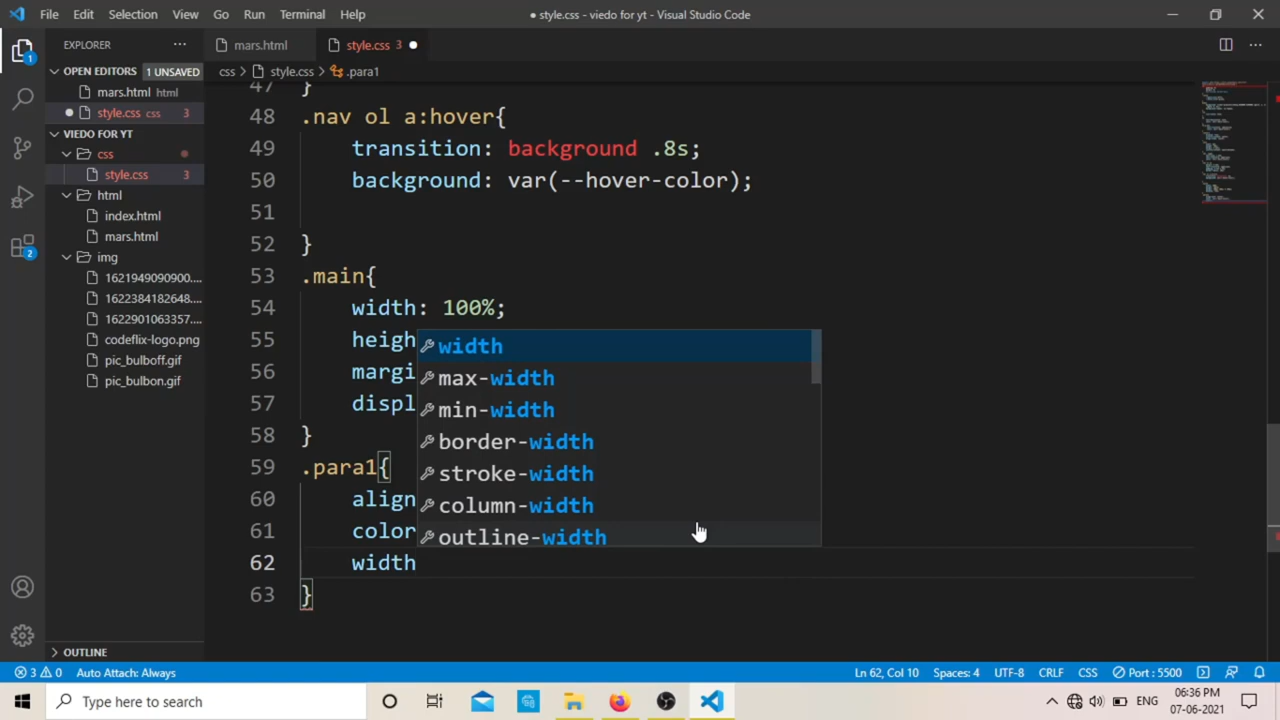 File Edit Selection View Go Run Terminal Help
● style.css - viedo for yt - Visual Studio Code
EXPLORER
mars.html
style.css 3
OPEN EDITORS 1 UNSAVED
css > style.css > .para1
mars.html html
style.css css 3
VIEDO FOR YT
css
style.css 3
html
index.html
mars.html
img
1621949090900....
1622384182648....
1622901063357....
codeflix-logo.png
pic_bulboff.gif
pic_bulbon.gif
OUTLINE
47 }
48 .nav ol a:hover{
49 transition: background .8s;
50 background: var(--hover-color);
51
52 }
53 .main{
54 width: 100%;
55 heigh
56 margi
57 displ
58 }
59 .para1{
60 align
61 color
62 width
63 }
width
max-width
min-width
border-width
stroke-width
column-width
outline-width
1
2
3 0 Auto Attach: Always
Ln 62, Col 10 Spaces: 4 UTF-8 CRLF CSS Port : 5500
Type here to search
ENG
06:36 PM
07-06-2021